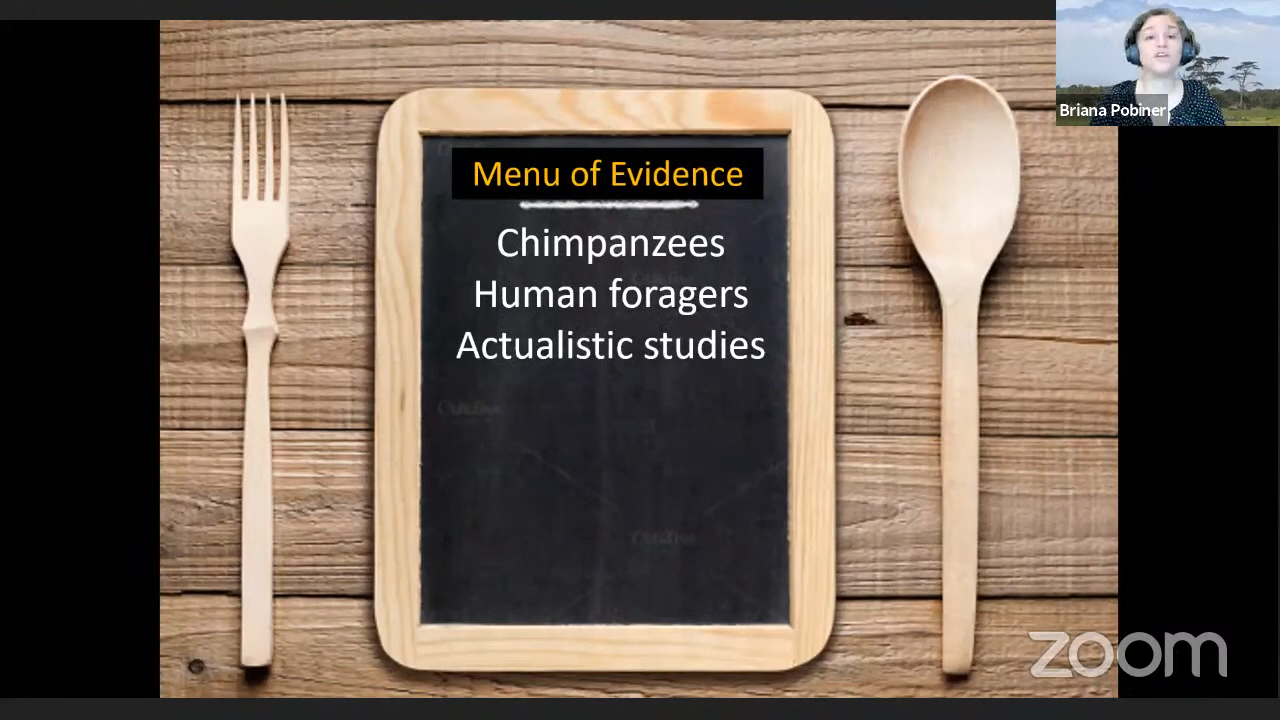 Briana Pobiner
Menu of Evidence
Chimpanzees
Human foragers
Actualistic studies
zoom